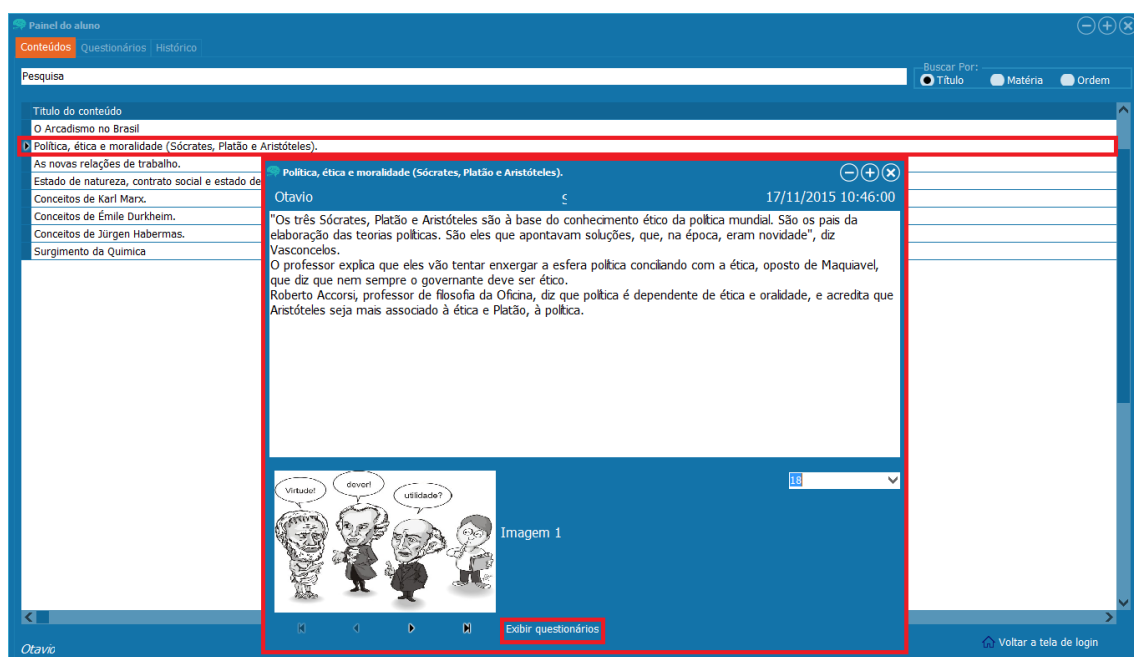 Painel do aluno
Conteúdos Questionários Histórico
Pesquisa
Buscar Por:
Título Matéria Ordem
Titulo do conteúdo
O Arcadismo no Brasil
Política, ética e moralidade (Sócrates, Platão e Aristóteles).
As novas relações de trabalho.
Estado de natureza, contrato social e estado de
Conceitos de Karl Marx.
Conceitos de Émile Durkheim.
Conceitos de Jürgen Habermas.
Surgimento da Quimica
Política, ética e moralidade (Sócrates, Platão e Aristóteles).
Otavio 17/11/2015 10:46:00
"Os três Sócrates, Platão e Aristóteles são à base do conhecimento ético da política mundial. São os pais da
elaboração das teorias políticas. São eles que apontavam soluções, que, na época, eram novidade", diz
Vasconcelos.
O professor explica que eles vão tentar enxergar a esfera política conciliando com a ética, oposto de Maquiavel,
que diz que nem sempre o governante deve ser ético.
Roberto Accorsi, professor de filosofia da Oficina, diz que política é dependente de ética e oralidade, e acredita que
Aristóteles seja mais associado à ética e Platão, à política.
18
Virtude!
dever!
utilidade?
Imagem 1
Exibir questionários
Otavio
Voltar a tela de login